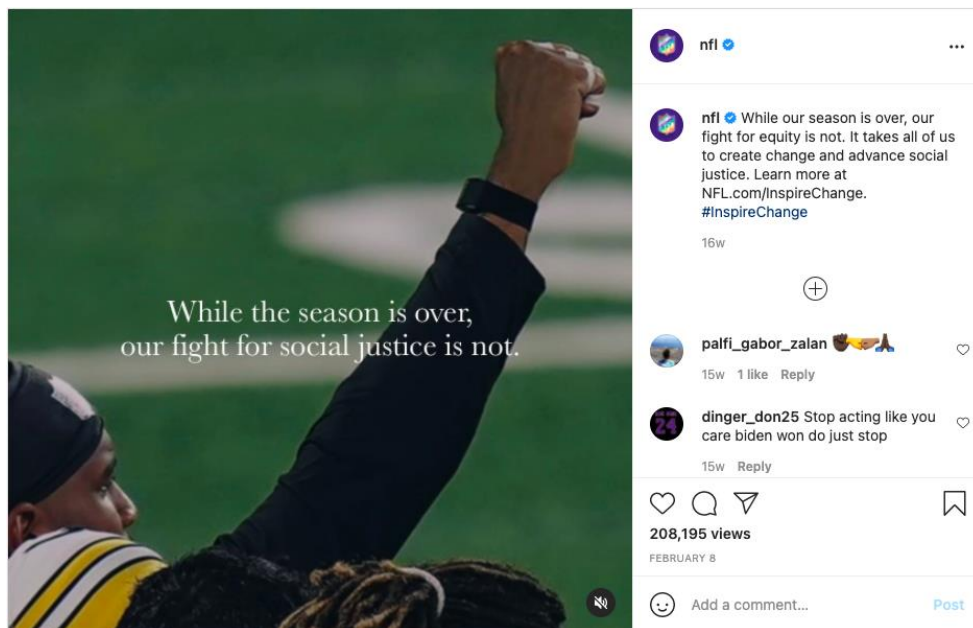 While the season is over,
our fight for social justice is not.
nfl
nfl While our season is over, our
fight for equity is not. It takes all of us
to create change and advance social
justice. Learn more at
NFL.com/InspireChange.
#InspireChange
16w
palfi_gabor_zalan
15w 1 like Reply
dinger_don25 Stop acting like you
care biden won do just stop
15w Reply
208,195 views
FEBRUARY 8
Add a comment...
Post
24